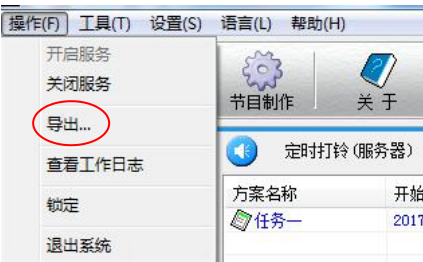 操作(F) 工具(T) 设置(S) 语言(L) 帮助(H)
开启服务
关闭服务
导出...
查看工作日志
锁定
退出系统
节目制作 关于
定时打铃(服务器)
方案名称 开始
任务一 2017